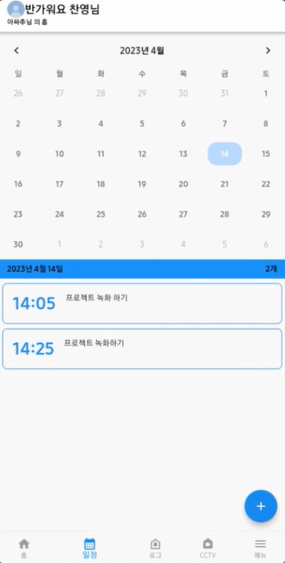 반가워요 찬영님
아싸추님 의 홈
2023년 4월
일 월 화 수 목 금 토
26 27 28 29 30 31 1
2 3 4 5 6 7 8
9 10 11 12 13 14 15
16 17 18 19 20 21 22
23 24 25 26 27 28 29
30 1 2 3 4 5 6
2023년 4월 14일 2개
14:05 프로젝트 녹화 하기
14:25 프로젝트 녹화하기
홈 일정 로그 CCTV 메뉴